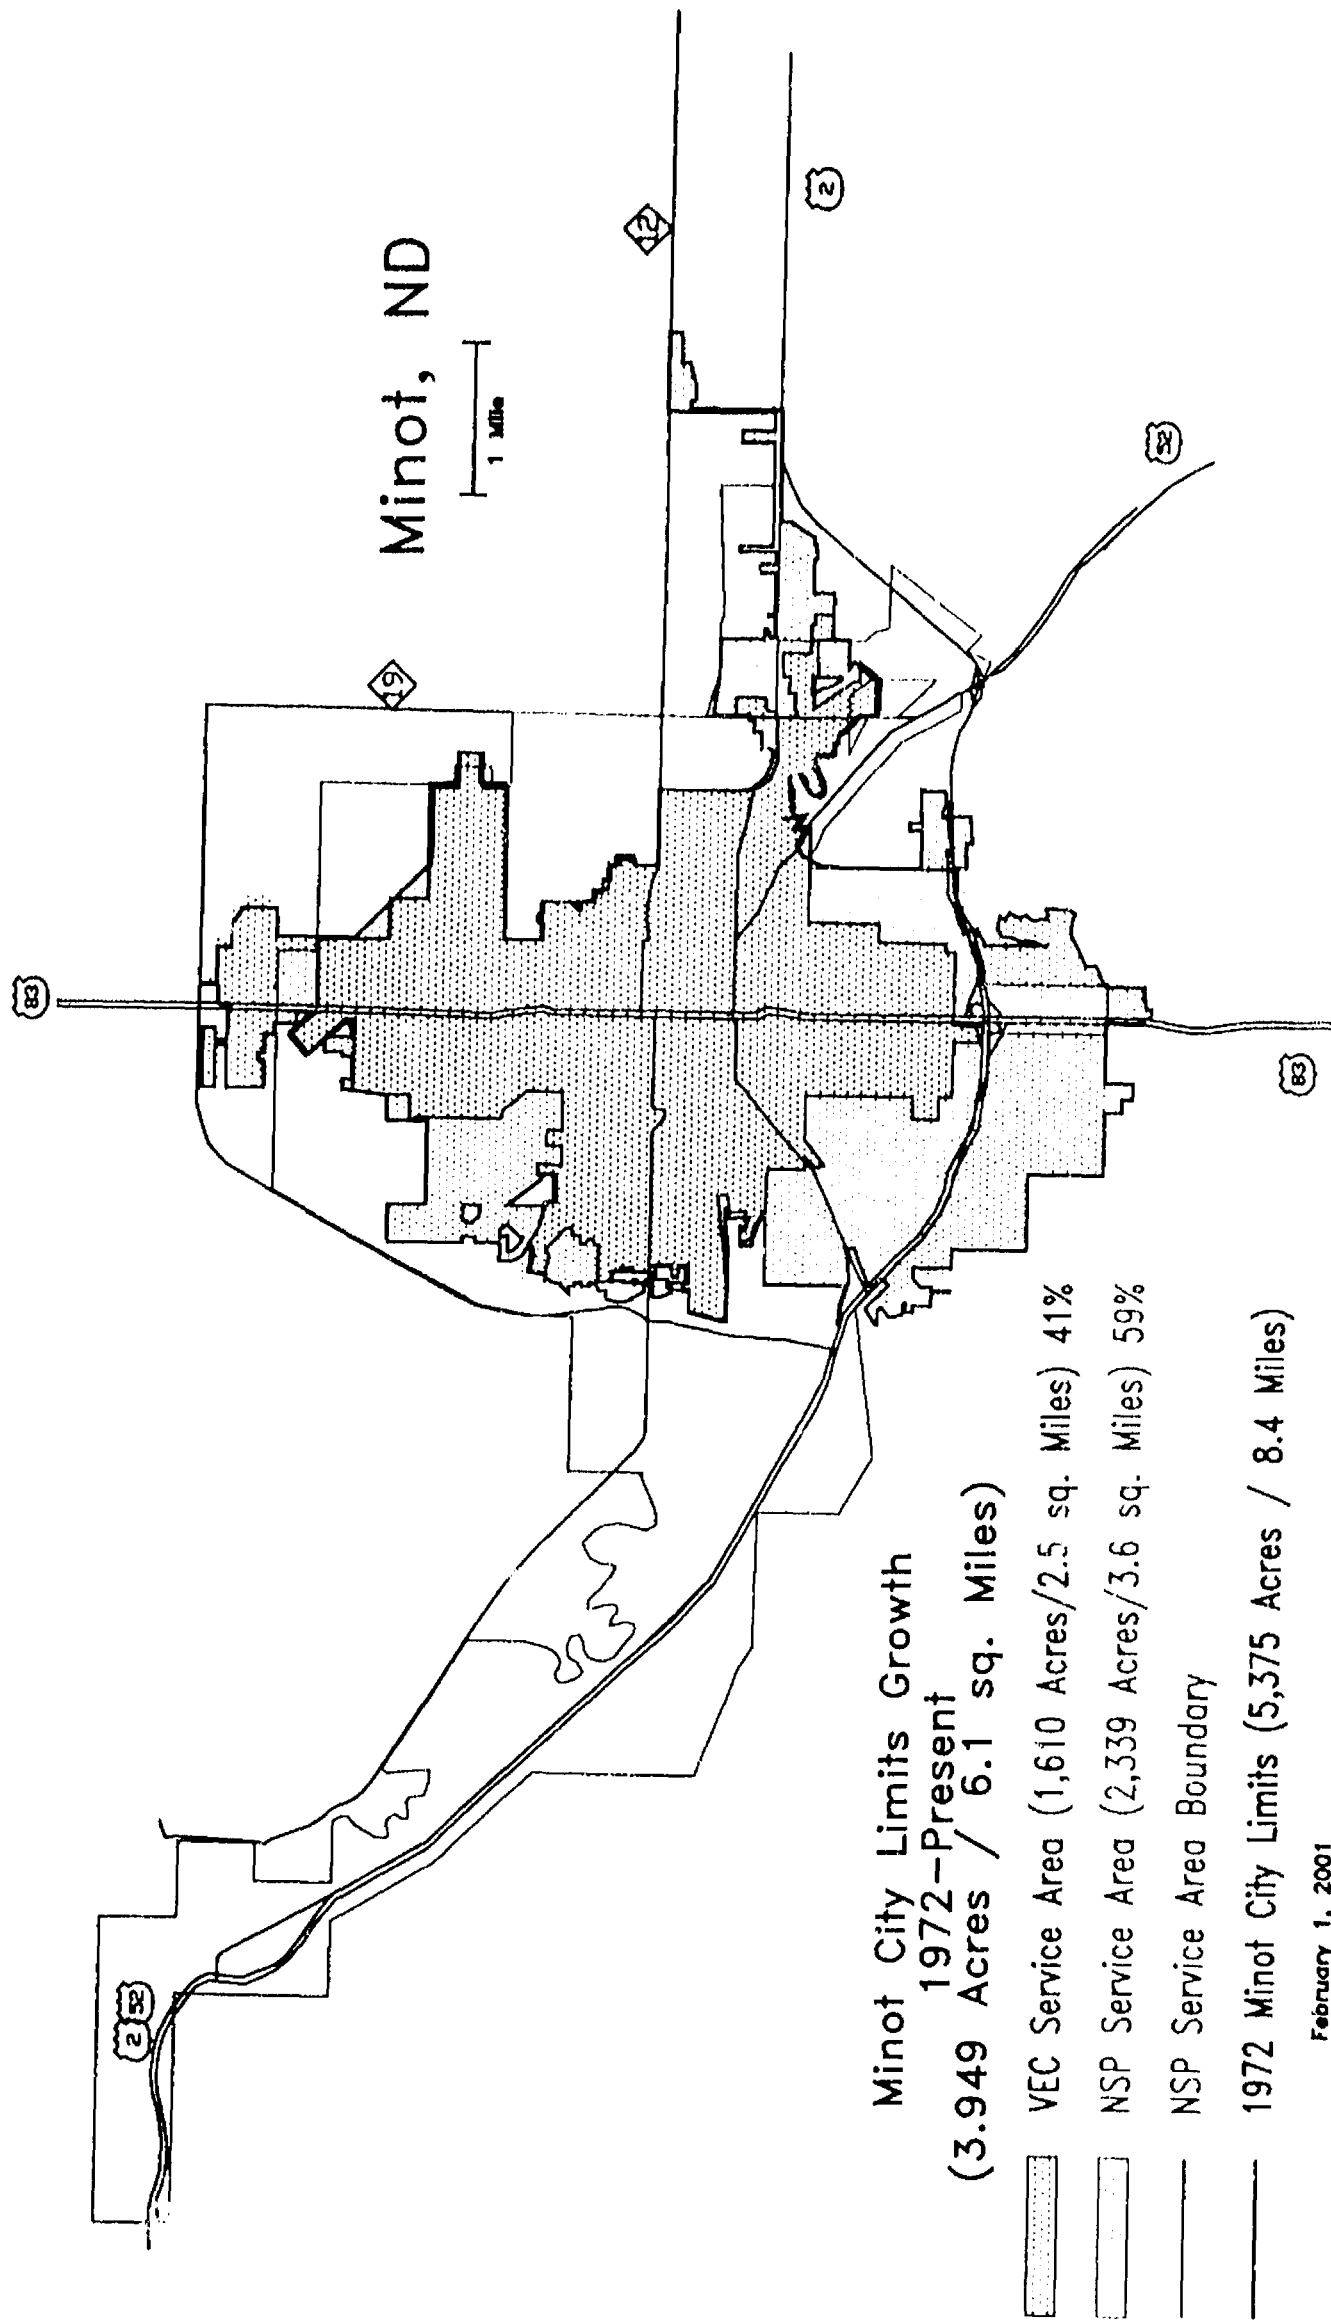 Minot, ND
1 Mile
83
19
12
2
52
83
2
52
Minot City Limits Growth
1972-Present
(3.949 Acres / 6.1 sq. Miles)
VEC Service Area (1,610 Acres/2.5 sq. Miles) 41%
NSP Service Area (2,339 Acres/3.6 sq. Miles) 59%
NSP Service Area Boundary
1972 Minot City Limits (5,375 Acres / 8.4 Miles)
February 1, 2001